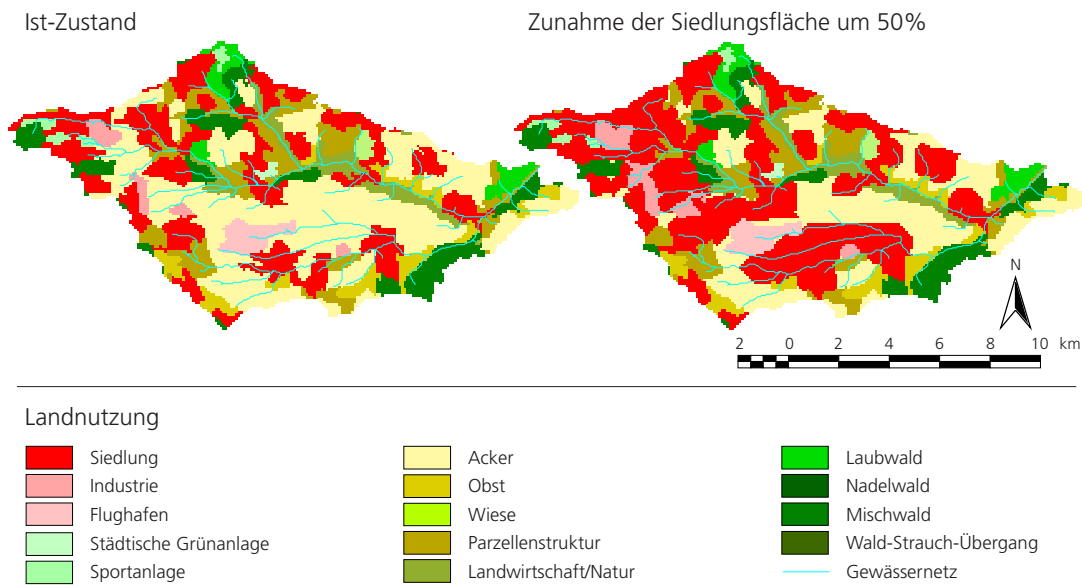 Ist-Zustand
Zunahme der Siedlungsfläche um 50%
N
2 0 2 4 6 8 10 km
Landnutzung
Siedlung
Industrie
Flughafen
Städtische Grünanlage
Sportanlage
Acker
Obst
Wiese
Parzellenstruktur
Landwirtschaft/Natur
Laubwald
Nadelwald
Mischwald
Wald-Strauch-Übergang
Gewässernetz